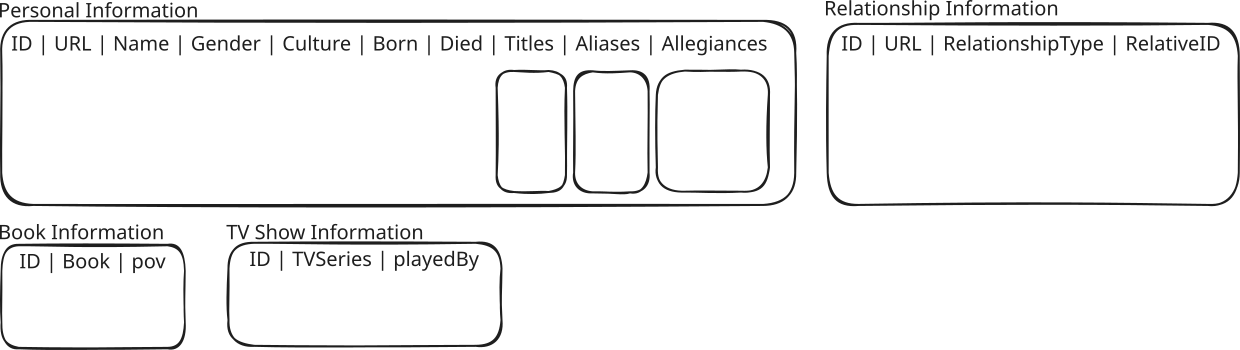 Personal Information
ID | URL | Name | Gender | Culture | Born | Died | Titles | Aliases | Allegiances
Relationship Information
ID | URL | RelationshipType | RelativeID
Book Information
ID | Book | pov
TV Show Information
ID | TVSeries | playedBy